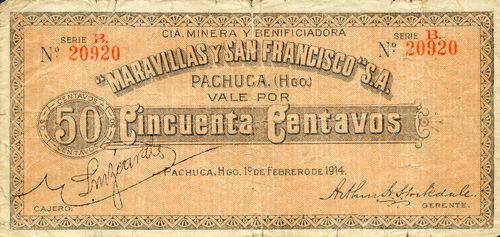 CIA. MINERA Y BENIFICIADORA
SERIE B. SERIE B.
Nº 20920 Nº 20920
"MARAVILLAS Y SAN FRANCISCO" S.A.
PACHUCA. (HGO.)
VALE POR
CENTAVOS
50 Cincuenta Centavos
CENTAVOS
PACHUCA, HGO. 1º DE FEBRERO DE 1914.
CAJERO. GERENTE.